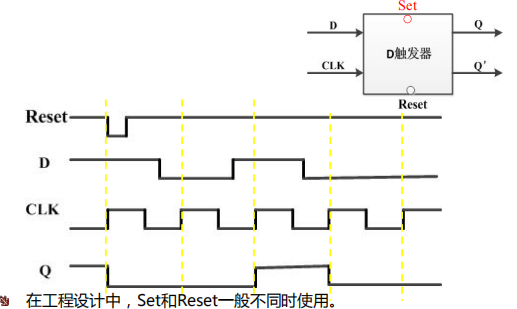 Set
D
Q
D触发器
CLK
Q'
Reset
Reset
D
CLK
Q
在工程设计中，Set和Reset一般不同时使用。